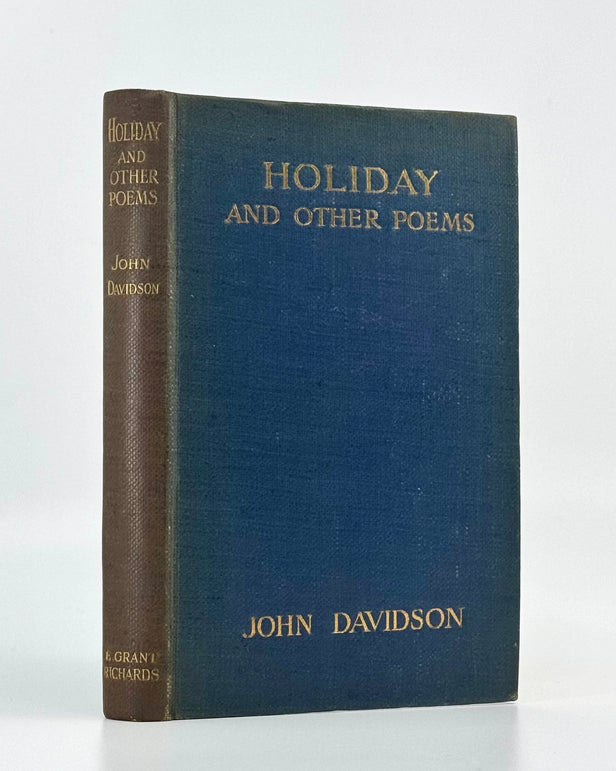 HOLIDAY
AND
OTHER
POEMS
JOHN
DAVIDSON
E. GRANT
RICHARDS
HOLIDAY
AND OTHER POEMS
JOHN DAVIDSON